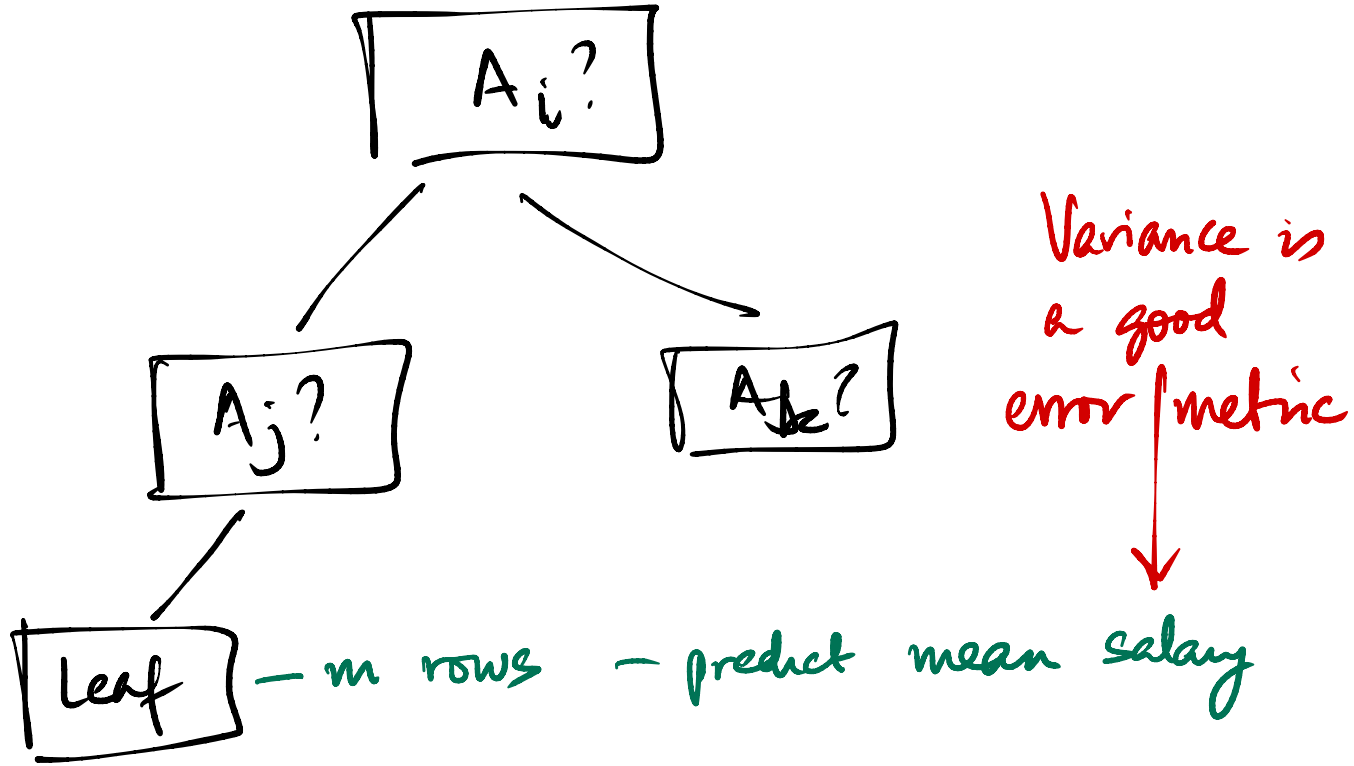 Ai?
Variance is
a good
error metric
Aj?
Ak?
Leaf — m rows — predict mean salary